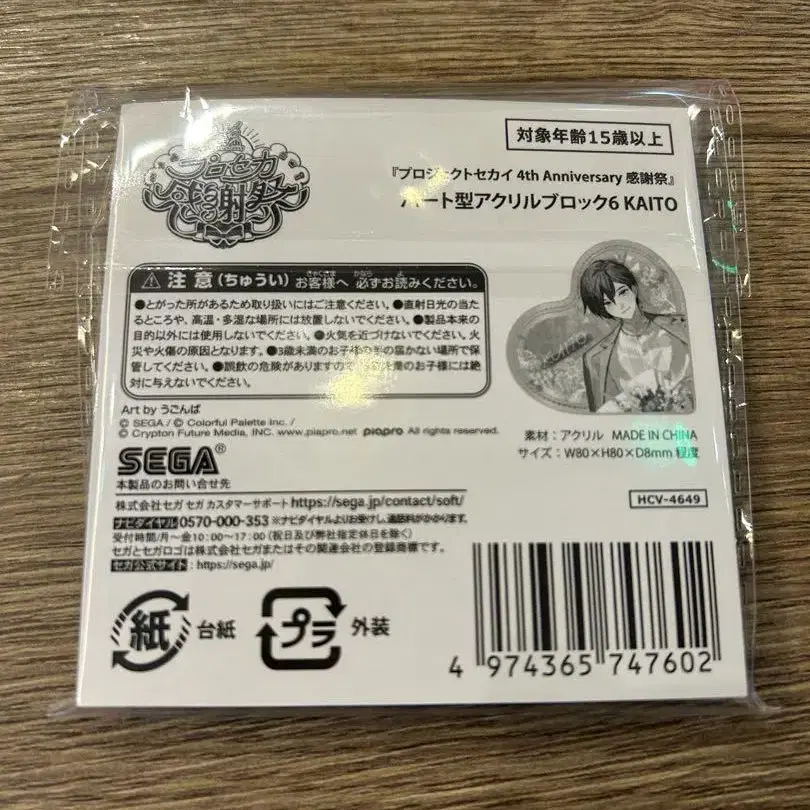 プロセカ
感謝祭
対象年齢15歳以上
『プロジェクトセカイ 4th Anniversary 感謝祭』
ハート型アクリルブロック6 KAITO
注意(ちゅうい) お客様へ 必ずお読みください。
●とがった所があるため取り扱いにはご注意ください。●直射日光の当た
るところや、高温・多湿な場所には放置しないでください。●製品本来の
目的以外には使用しないでください。●火気を近づけないでください。火
災や火傷の原因となります。●3歳未満のお子様の手の届かない場所で保
管してください。●誤飲の危険がありますので
のお子様には絶
対に与えないでください。
Art by うごんば
© SEGA / © Colorful Palette Inc. /
© Crypton Future Media, INC. www.piapro.net piapro All rights reserved.
素材:アクリル MADE IN CHINA
サイズ:W80×H80×D8mm 程度
SEGA®
本製品のお問い合せ先
HCV-4649
株式会社セガ セガ カスタマーサポート https://sega.jp/contact/soft/
ナビダイヤル 0570-000-353 ※ナビダイヤルよりお受けし、通話料がかかります。
受付時間/月~金10:00~17:00(祝日及び弊社指定休日を除く)
セガとセガロゴは株式会社セガまたはその関連会社の登録商標です。
セガ公式サイト:https://sega.jp/
紙 台紙
プラ 外装
4 974365 747602